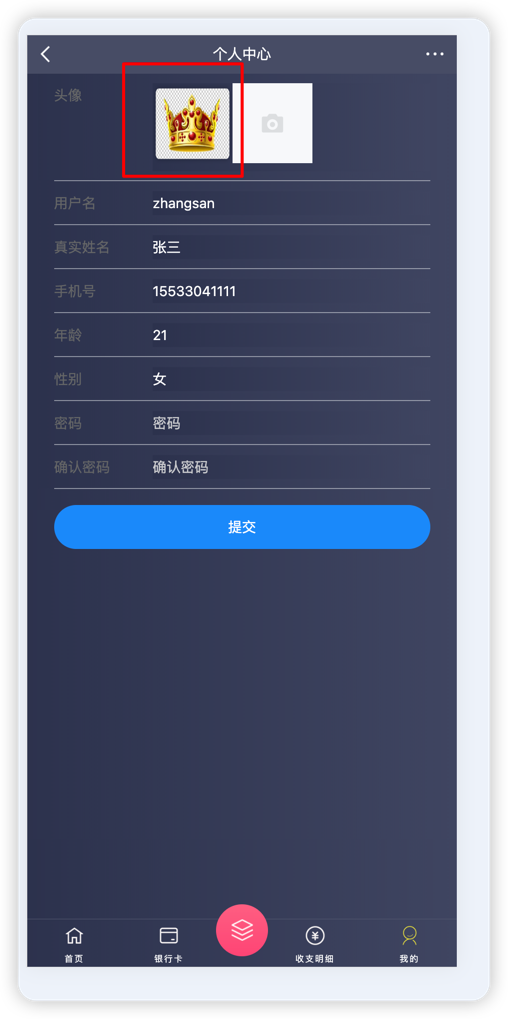 个人中心
头像
用户名 zhangsan
真实姓名 张三
手机号 15533041111
年龄 21
性别 女
密码 密码
确认密码 确认密码
提交
首页 银行卡 收支明细 我的